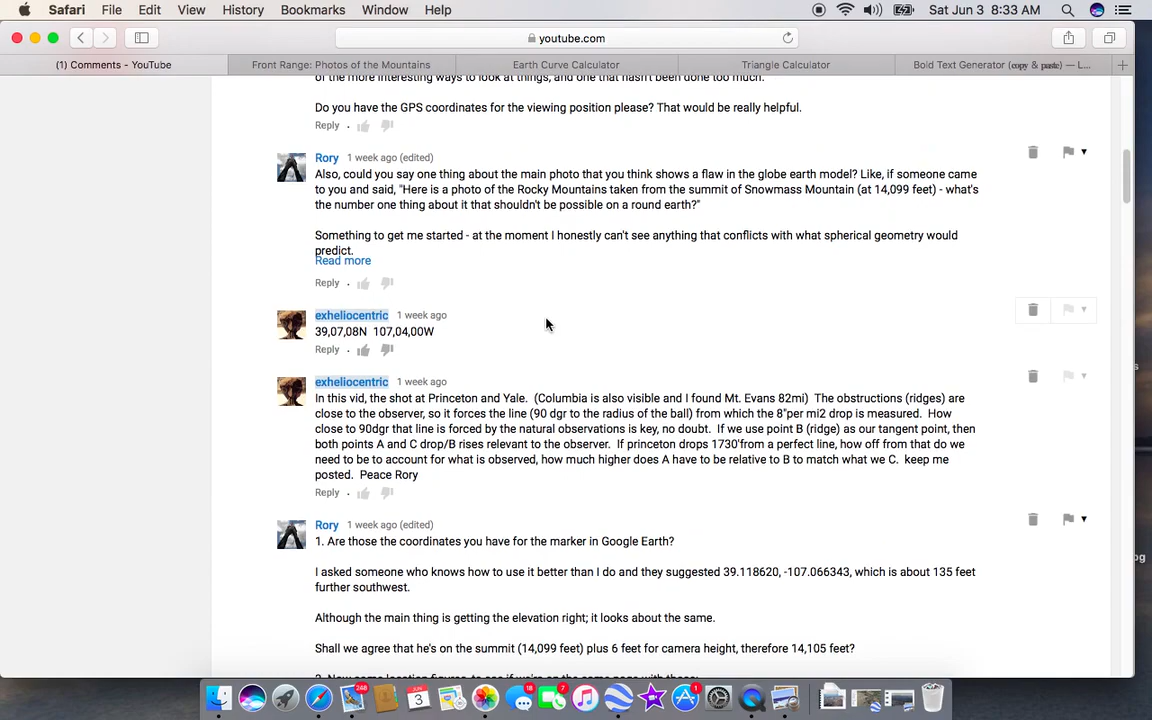 Safari File Edit View History Bookmarks Window Help Sat Jun 3 8:33 AM
youtube.com
(1) Comments - YouTube Front Range: Photos of the Mountains Earth Curve Calculator Triangle Calculator Bold Text Generator (copy & paste) — L...
of the more interesting ways to look at things, and one that hasn't been done too much.
Do you have the GPS coordinates for the viewing position please? That would be really helpful.
Reply .
Rory 1 week ago (edited)
Also, could you say one thing about the main photo that you think shows a flaw in the globe earth model? Like, if someone came
to you and said, "Here is a photo of the Rocky Mountains taken from the summit of Snowmass Mountain (at 14,099 feet) - what's
the number one thing about it that shouldn't be possible on a round earth?"
Something to get me started - at the moment I honestly can't see anything that conflicts with what spherical geometry would
predict.
Read more
Reply .
exheliocentric 1 week ago
39,07,08N 107,04,00W
Reply .
exheliocentric 1 week ago
In this vid, the shot at Princeton and Yale. (Columbia is also visible and I found Mt. Evans 82mi) The obstructions (ridges) are
close to the observer, so it forces the line (90 dgr to the radius of the ball) from which the 8"per mi2 drop is measured. How
close to 90dgr that line is forced by the natural observations is key, no doubt. If we use point B (ridge) as our tangent point, then
both points A and C drop/B rises relevant to the observer. If princeton drops 1730'from a perfect line, how off from that do we
need to be to account for what is observed, how much higher does A have to be relative to B to match what we C. keep me
posted. Peace Rory
Reply .
Rory 1 week ago (edited)
1. Are those the coordinates you have for the marker in Google Earth?
I asked someone who knows how to use it better than I do and they suggested 39.118620, -107.066343, which is about 135 feet
further southwest.
Although the main thing is getting the elevation right; it looks about the same.
Shall we agree that he's on the summit (14,099 feet) plus 6 feet for camera height, therefore 14,105 feet?
248
JUN
3
18
7
1